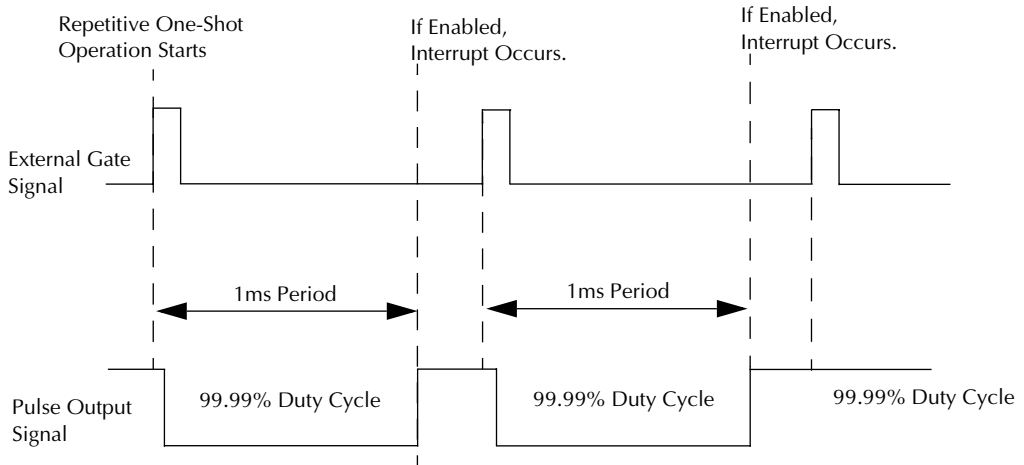 Repetitive One-Shot
Operation Starts
If Enabled,
Interrupt Occurs.
If Enabled,
Interrupt Occurs.
External Gate
Signal
1ms Period
1ms Period
99.99% Duty Cycle
99.99% Duty Cycle
99.99% Duty Cycle
Pulse Output
Signal